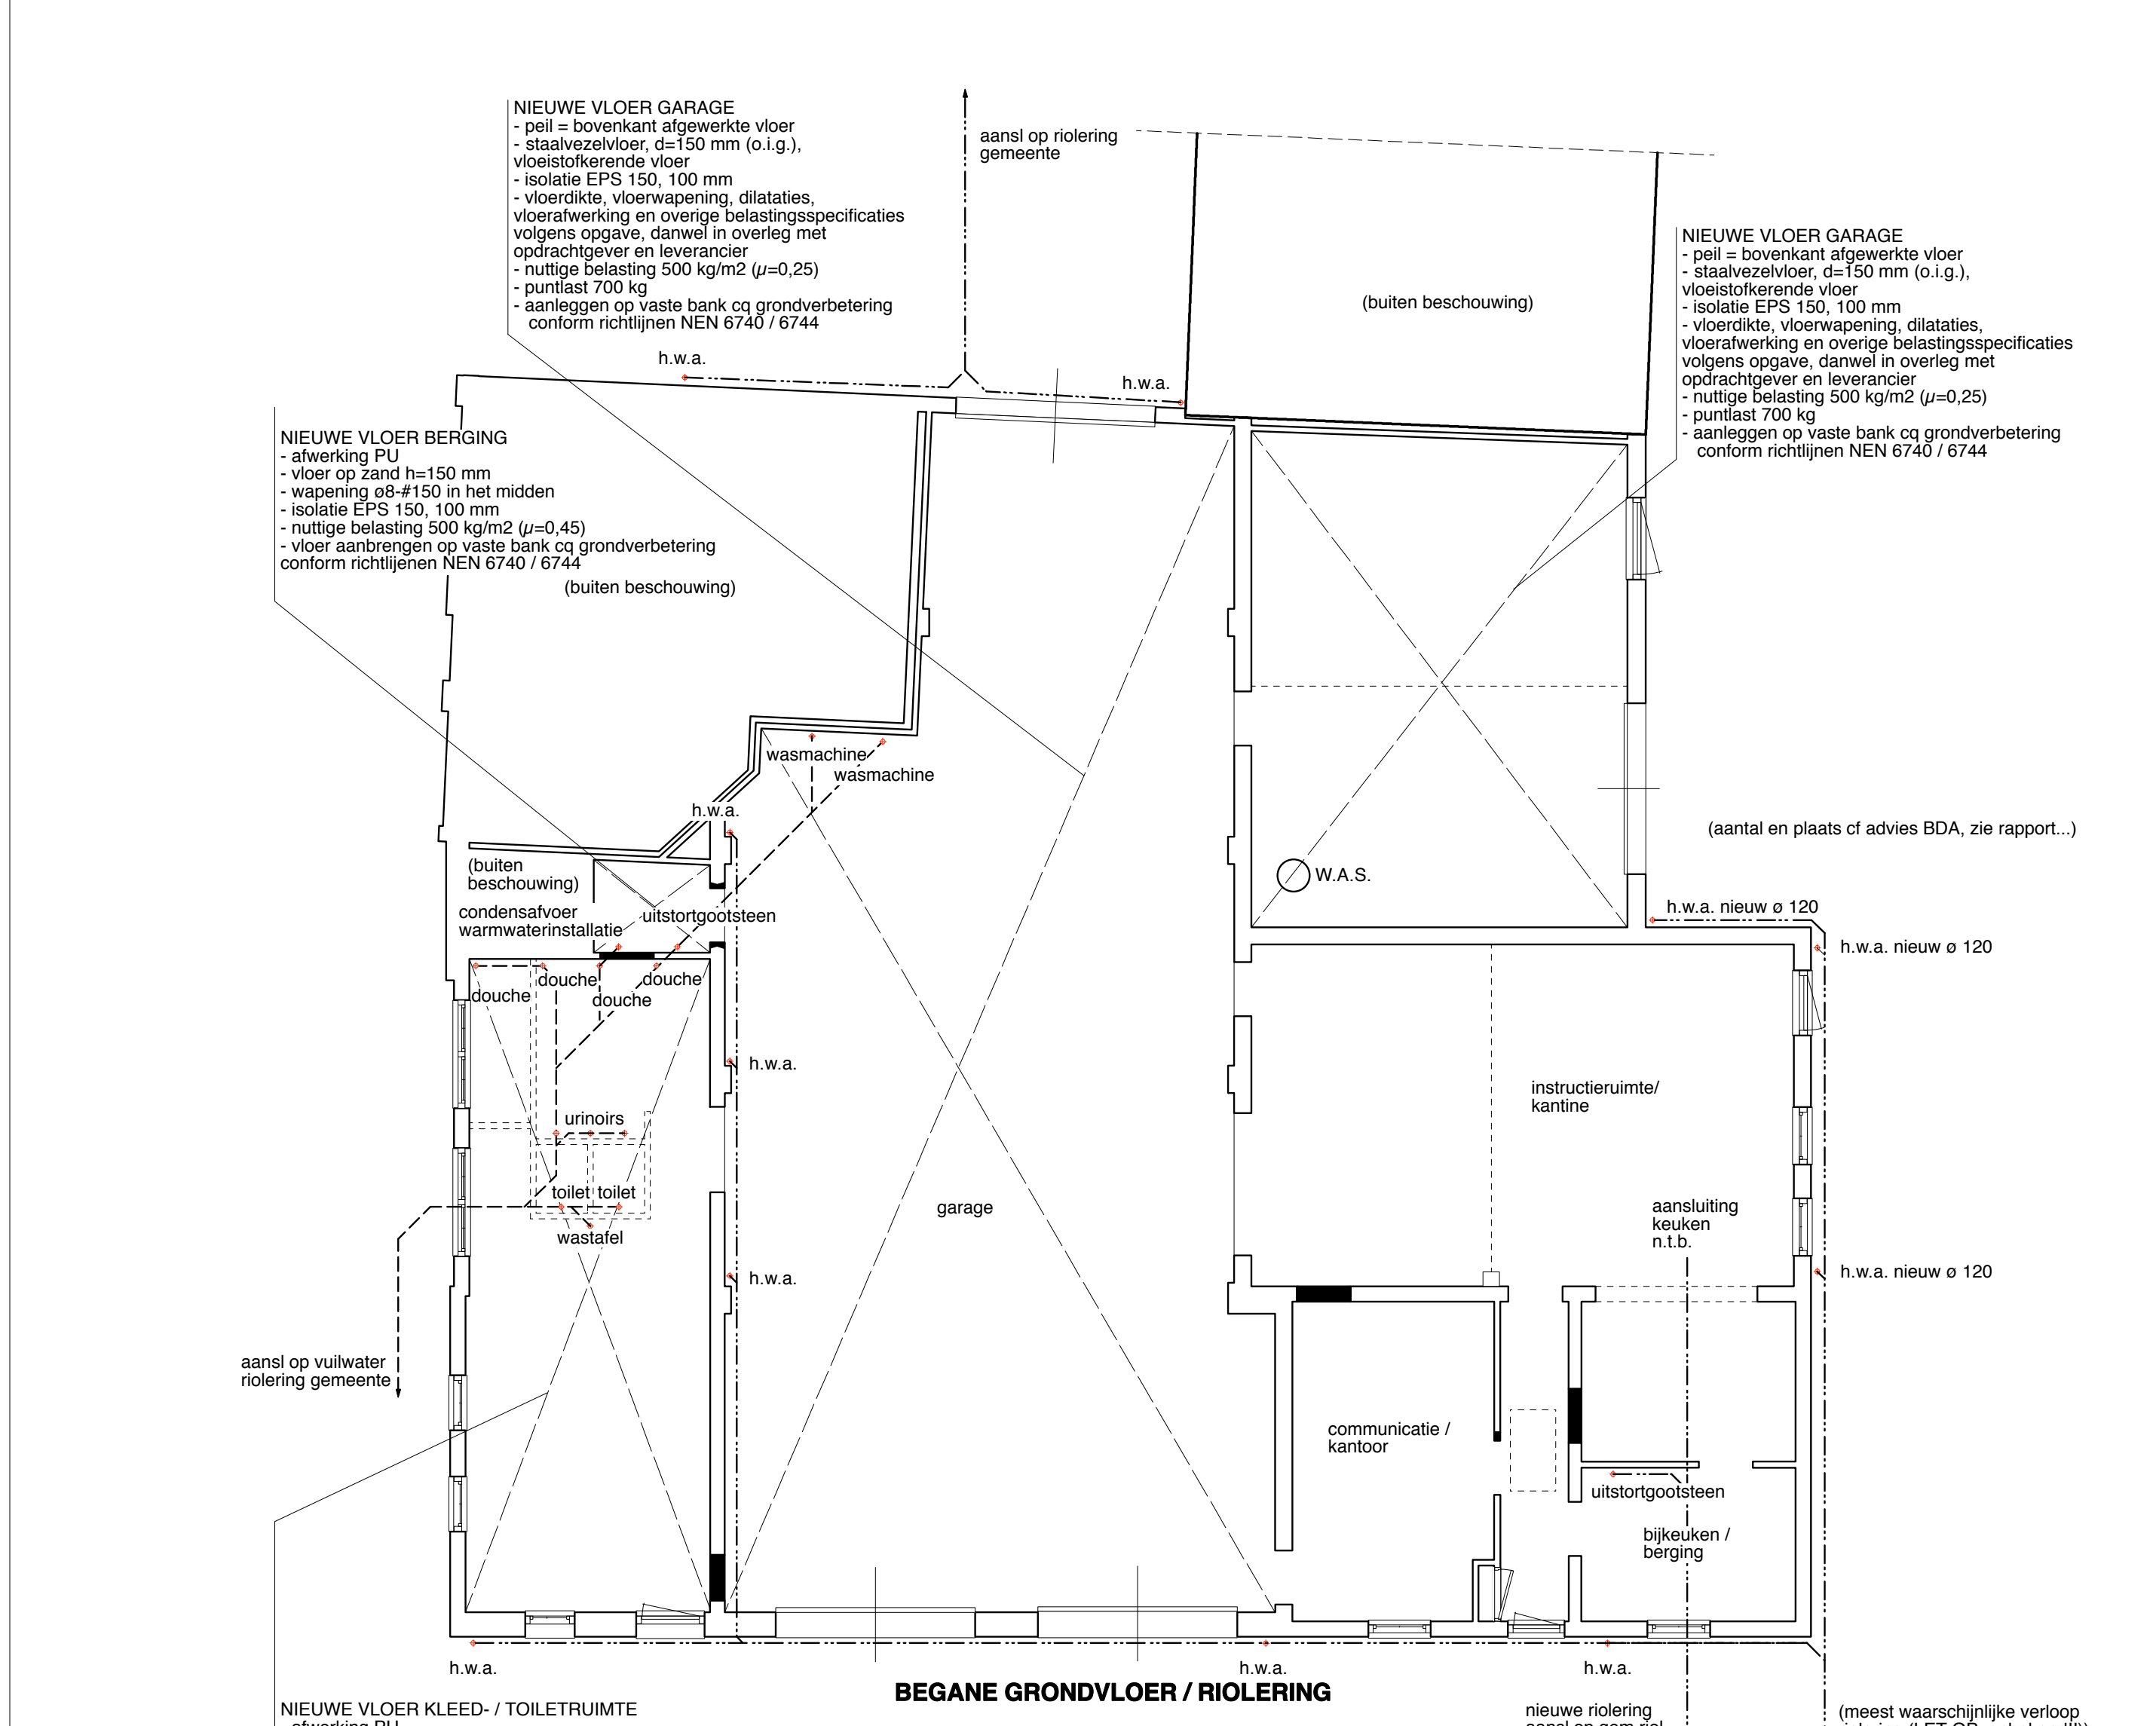 NIEUWE VLOER GARAGE
- peil = bovenkant afgewerkte vloer
- staalvezelvloer, d=150 mm (o.i.g.),
vloeistofkerende vloer
- isolatie EPS 150, 100 mm
- vloerdikte, vloerwapening, dilataties,
vloerafwerking en overige belastingsspecificaties
volgens opgave, danwel in overleg met
opdrachtgever en leverancier
- nuttige belasting 500 kg/m2 (µ=0,25)
- puntlast 700 kg
- aanleggen op vaste bank cq grondverbetering
conform richtlijnen NEN 6740 / 6744
aansl op riolering
gemeente
(buiten beschouwing)
NIEUWE VLOER GARAGE
- peil = bovenkant afgewerkte vloer
- staalvezelvloer, d=150 mm (o.i.g.),
vloeistofkerende vloer
- isolatie EPS 150, 100 mm
- vloerdikte, vloerwapening, dilataties,
vloerafwerking en overige belastingsspecificaties
volgens opgave, danwel in overleg met
opdrachtgever en leverancier
- nuttige belasting 500 kg/m2 (µ=0,25)
- puntlast 700 kg
- aanleggen op vaste bank cq grondverbetering
conform richtlijnen NEN 6740 / 6744
h.w.a.
h.w.a.
NIEUWE VLOER BERGING
- afwerking PU
- vloer op zand h=150 mm
- wapening ø8-#150 in het midden
- isolatie EPS 150, 100 mm
- nuttige belasting 500 kg/m2 (µ=0,45)
- vloer aanbrengen op vaste bank cq grondverbetering
conform richtlijenen NEN 6740 / 6744
(buiten beschouwing)
wasmachine
wasmachine
h.w.a.
(aantal en plaats cf advies BDA, zie rapport...)
(buiten
beschouwing)
W.A.S.
condensafvoer
warmwaterinstallatie
uitstortgootsteen
h.w.a. nieuw ø 120
h.w.a. nieuw ø 120
douche
douche
douche
douche
h.w.a.
instructieruimte/
kantine
urinoirs
toilet toilet
wastafel
garage
aansluiting
keuken
n.t.b.
h.w.a.
h.w.a. nieuw ø 120
aansl op vuilwater
riolering gemeente
communicatie /
kantoor
uitstortgootsteen
bijkeuken /
berging
h.w.a.
h.w.a.
h.w.a.
BEGANE GRONDVLOER / RIOLERING
NIEUWE VLOER KLEED- / TOILETRUIMTE
- afwerking PU
nieuwe riolering
aansl op gem riol
(meest waarschijnlijke verloop